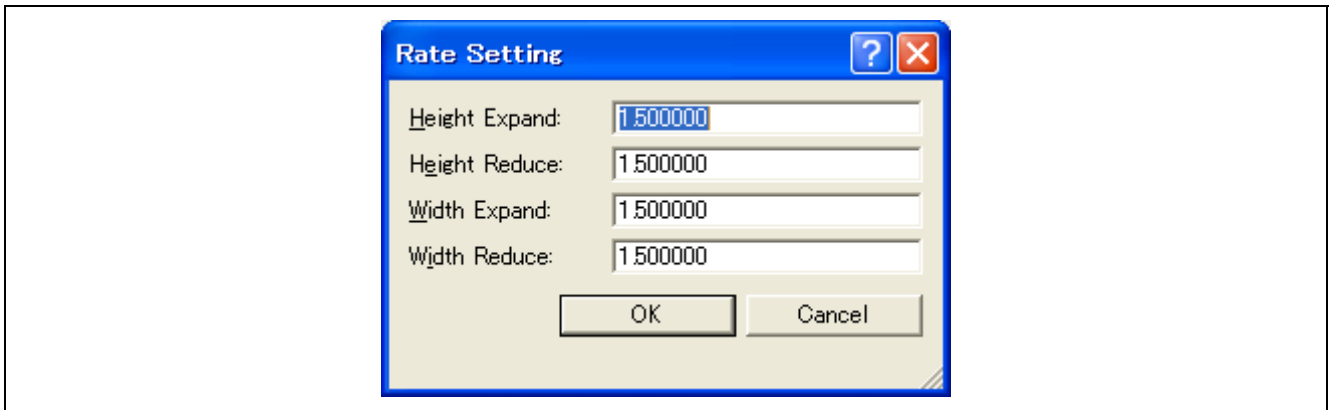 Rate Setting
Height Expand: 1.500000
Height Reduce: 1.500000
Width Expand: 1.500000
Width Reduce: 1.500000
OK Cancel